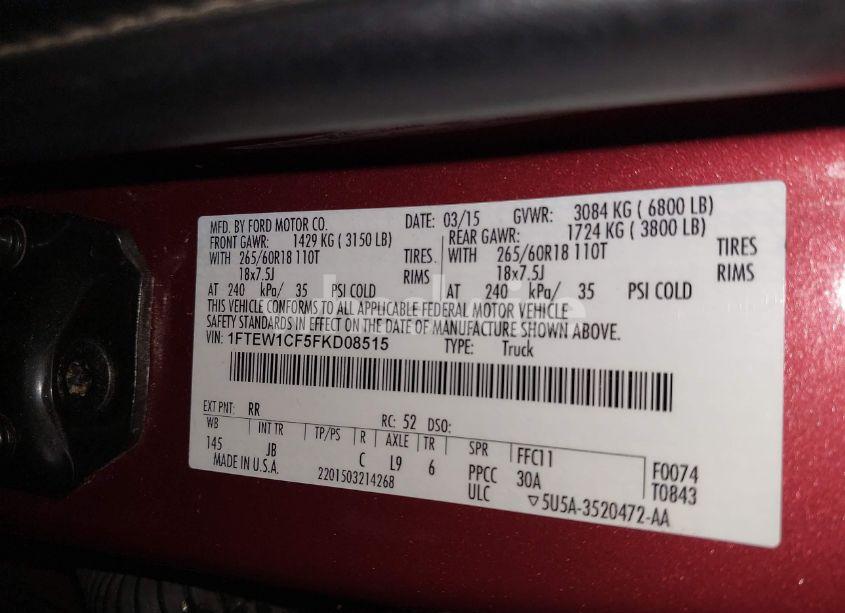 MFD. BY FORD MOTOR CO. DATE: 03/15 GVWR: 3084 KG ( 6800 LB)
FRONT GAWR: 1429 KG ( 3150 LB) REAR GAWR: 1724 KG ( 3800 LB)
WITH 265/60R18 110T TIRES WITH 265/60R18 110T TIRES
18x7.5J RIMS 18x7.5J RIMS
AT 240 kPa/ 35 PSI COLD AT 240 kPa/ 35 PSI COLD
THIS VEHICLE CONFORMS TO ALL APPLICABLE FEDERAL MOTOR VEHICLE
SAFETY STANDARDS IN EFFECT ON THE DATE OF MANUFACTURE SHOWN ABOVE.
VIN: 1FTEW1CF5FKD08515 TYPE: Truck
EXT PNT: RR RC: 52 DSO:
WB INT TR TP/PS R AXLE TR SPR FFC11
145 JB C L9 6 PPCC 30A F0074
MADE IN U.S.A. 2201503214268 ULC ▽5U5A-3520472-AA T0843